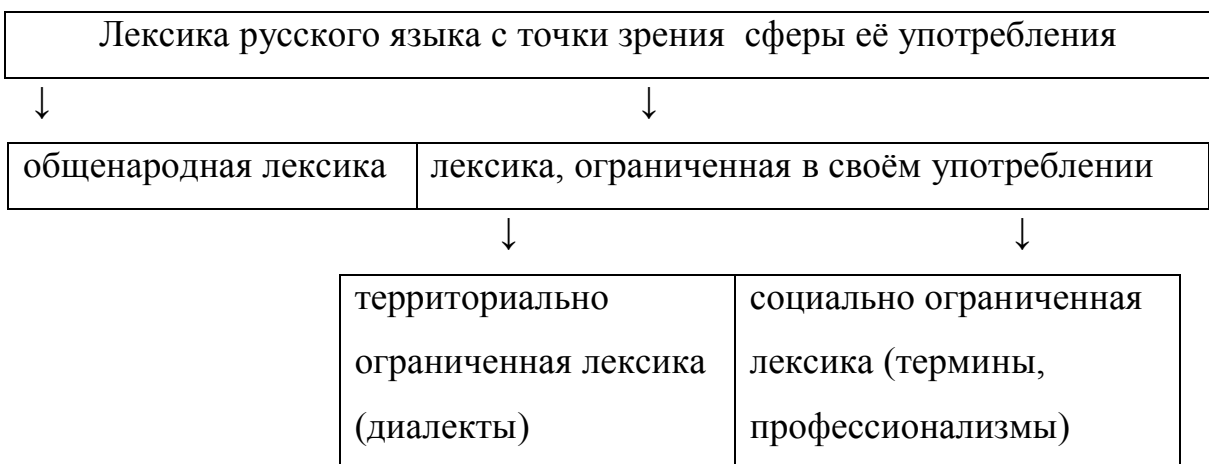 Лексика русского языка с точки зрения сферы её употребления
↓ ↓
общенародная лексика лексика, ограниченная в своём употреблении
↓ ↓
территориально
ограниченная лексика
(диалекты)
социально ограниченная
лексика (термины,
профессионализмы)